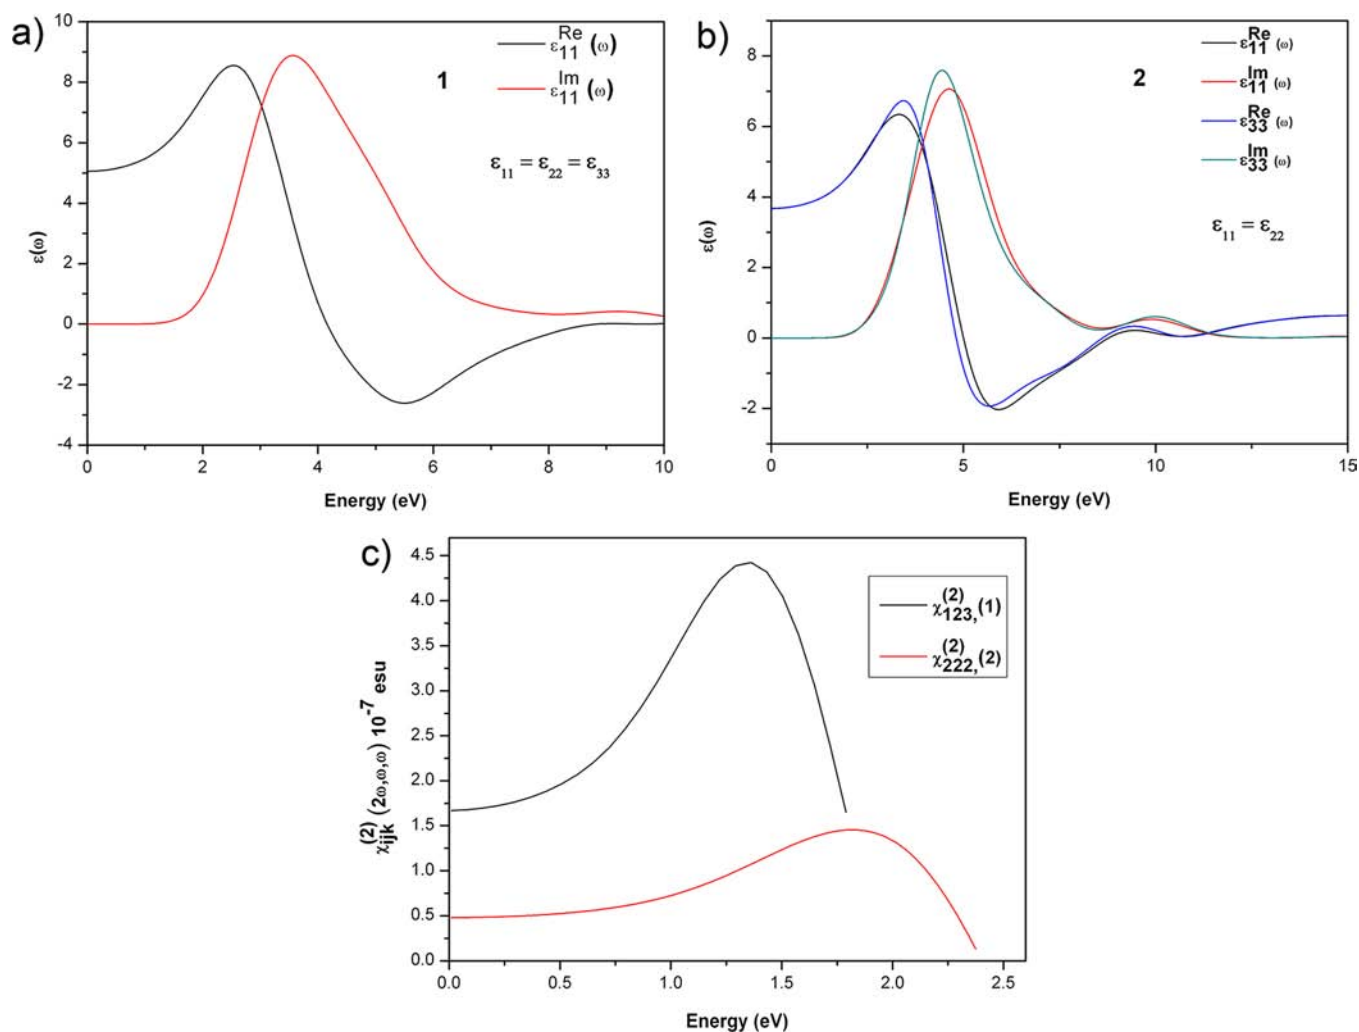 a)
10
8
6
4
2
0
-2
-4
0 2 4 6 8 10
ε(ω)
Energy (eV)
ε₁₁ᴿᵉ (ω)
ε₁₁ᴵᵐ (ω)
1
ε₁₁ = ε₂₂ = ε₃₃
b)
8
6
4
2
0
-2
0 5 10 15
ε(ω)
Energy (eV)
ε₁₁ᴿᵉ (ω)
ε₁₁ᴵᵐ (ω)
ε₃₃ᴿᵉ (ω)
ε₃₃ᴵᵐ (ω)
2
ε₁₁ = ε₂₂
c)
4.5
4.0
3.5
3.0
2.5
2.0
1.5
1.0
0.5
0.0
0.0 0.5 1.0 1.5 2.0 2.5
χᵢⱼₖ⁽²⁾ (2ω,ω,ω) 10⁻⁷ esu
Energy (eV)
χ₁₂₃,⁽²⁾(1)
χ₂₂₂,⁽²⁾(2)